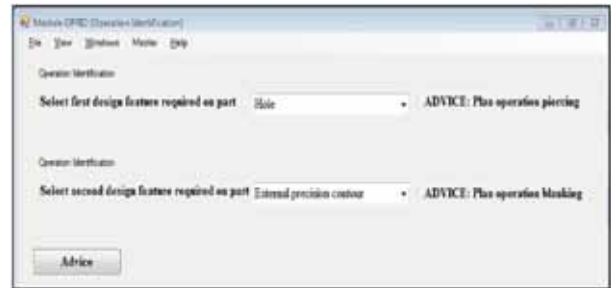 Module OPRID [Operation Identification]
File View Windows Master Help
Operation Identification
Select first design feature required on part Hole ADVICE: Plan operation piercing
Operation Identification
Select second design feature required on part External precision contour ADVICE: Plan operation blanking
Advice